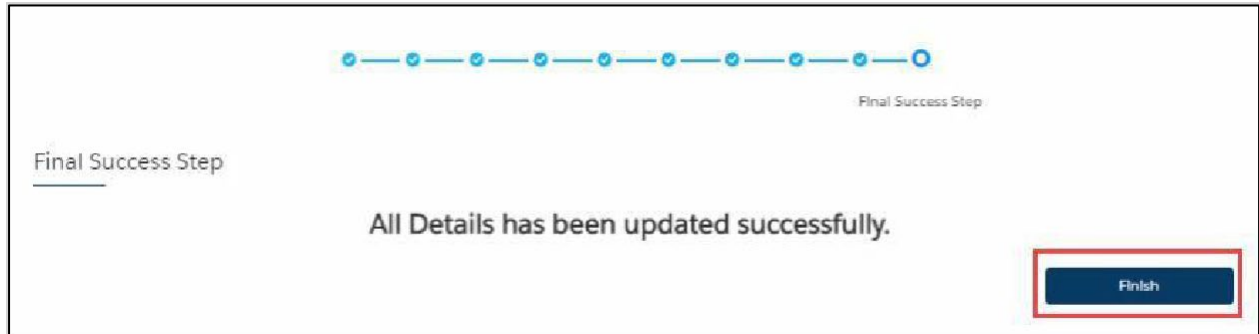 Final Success Step
Final Success Step
All Details has been updated successfully.
Finish